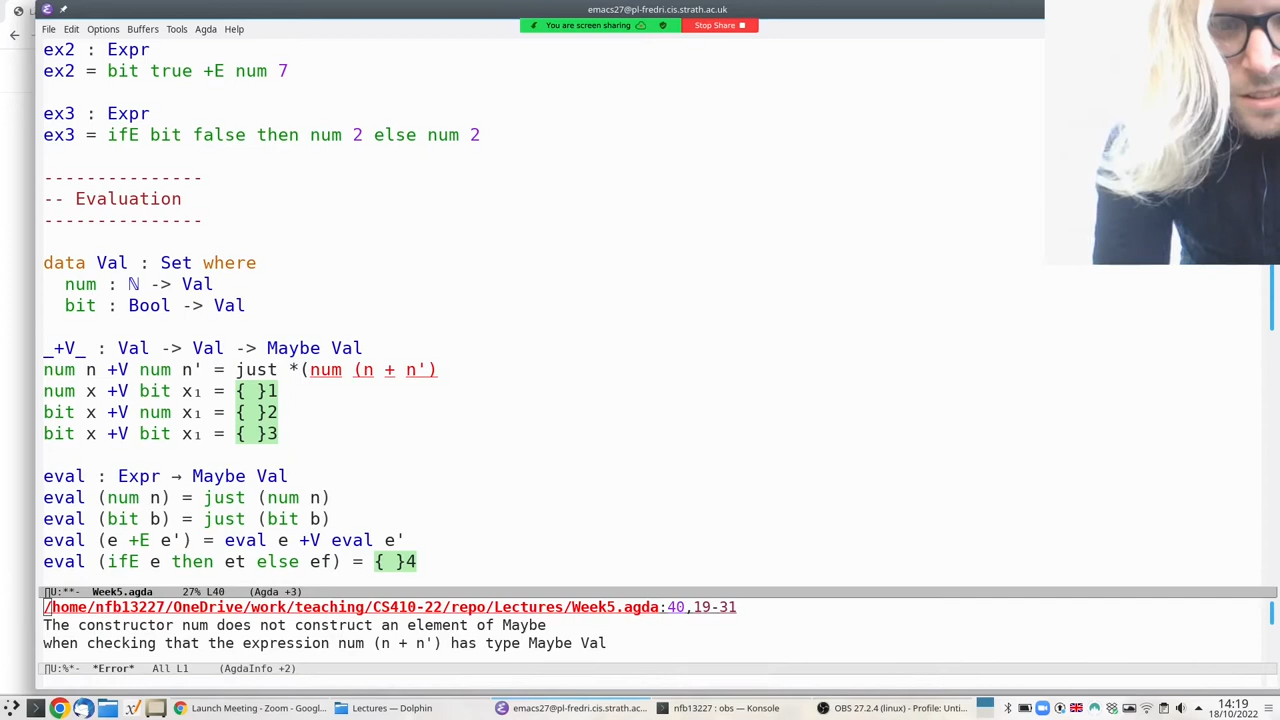 emacs27@pl-fredri.cis.strath.ac.uk
You are screen sharing
Stop Share
File Edit Options Buffers Tools Agda Help
ex2 : Expr
ex2 = bit true +E num 7
ex3 : Expr
ex3 = ifE bit false then num 2 else num 2
---------------
-- Evaluation
---------------
data Val : Set where
num : ℕ -> Val
bit : Bool -> Val
_+V_ : Val -> Val -> Maybe Val
num n +V num n' = just *(num (n + n')
num x +V bit x₁ = { }1
bit x +V num x₁ = { }2
bit x +V bit x₁ = { }3
eval : Expr → Maybe Val
eval (num n) = just (num n)
eval (bit b) = just (bit b)
eval (e +E e') = eval e +V eval e'
eval (ifE e then et else ef) = { }4
U:**- Week5.agda 27% L40 (Agda +3)
/home/nfb13227/OneDrive/work/teaching/CS410-22/repo/Lectures/Week5.agda:40,19-31
The constructor num does not construct an element of Maybe
when checking that the expression num (n + n') has type Maybe Val
U:%*- *Error* All L1 (AgdaInfo +2)
Launch Meeting - Zoom - Googl... Lectures — Dolphin emacs27@pl-fredri.cis.strath.ac... nfb13227 : obs — Konsole OBS 27.2.4 (linux) - Profile: Unti... 14:19
18/10/2022